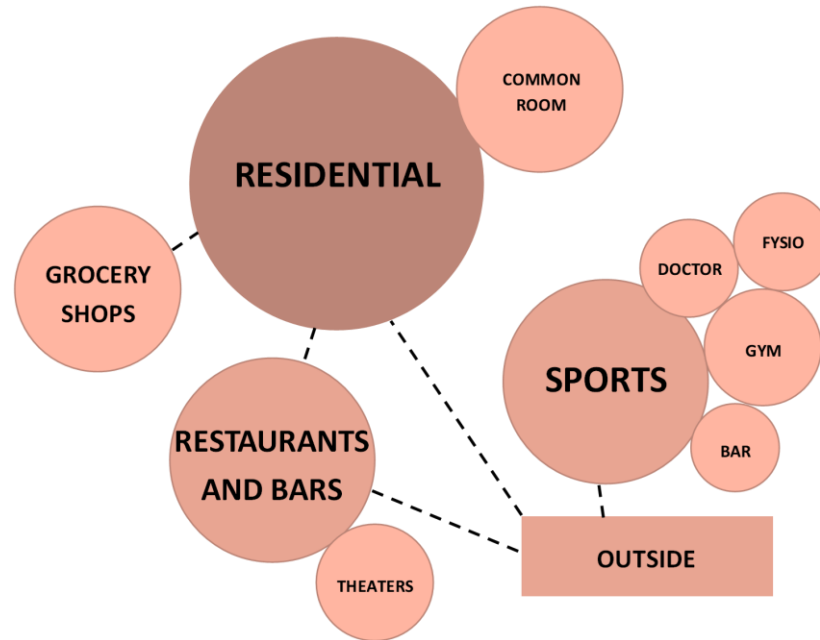 COMMON
ROOM
RESIDENTIAL
FYSIO
DOCTOR
GROCERY
SHOPS
GYM
SPORTS
RESTAURANTS
AND BARS
BAR
OUTSIDE
THEATERS